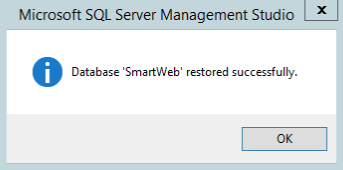 Microsoft SQL Server Management Studio
x
Database 'SmartWeb' restored successfully.
OK